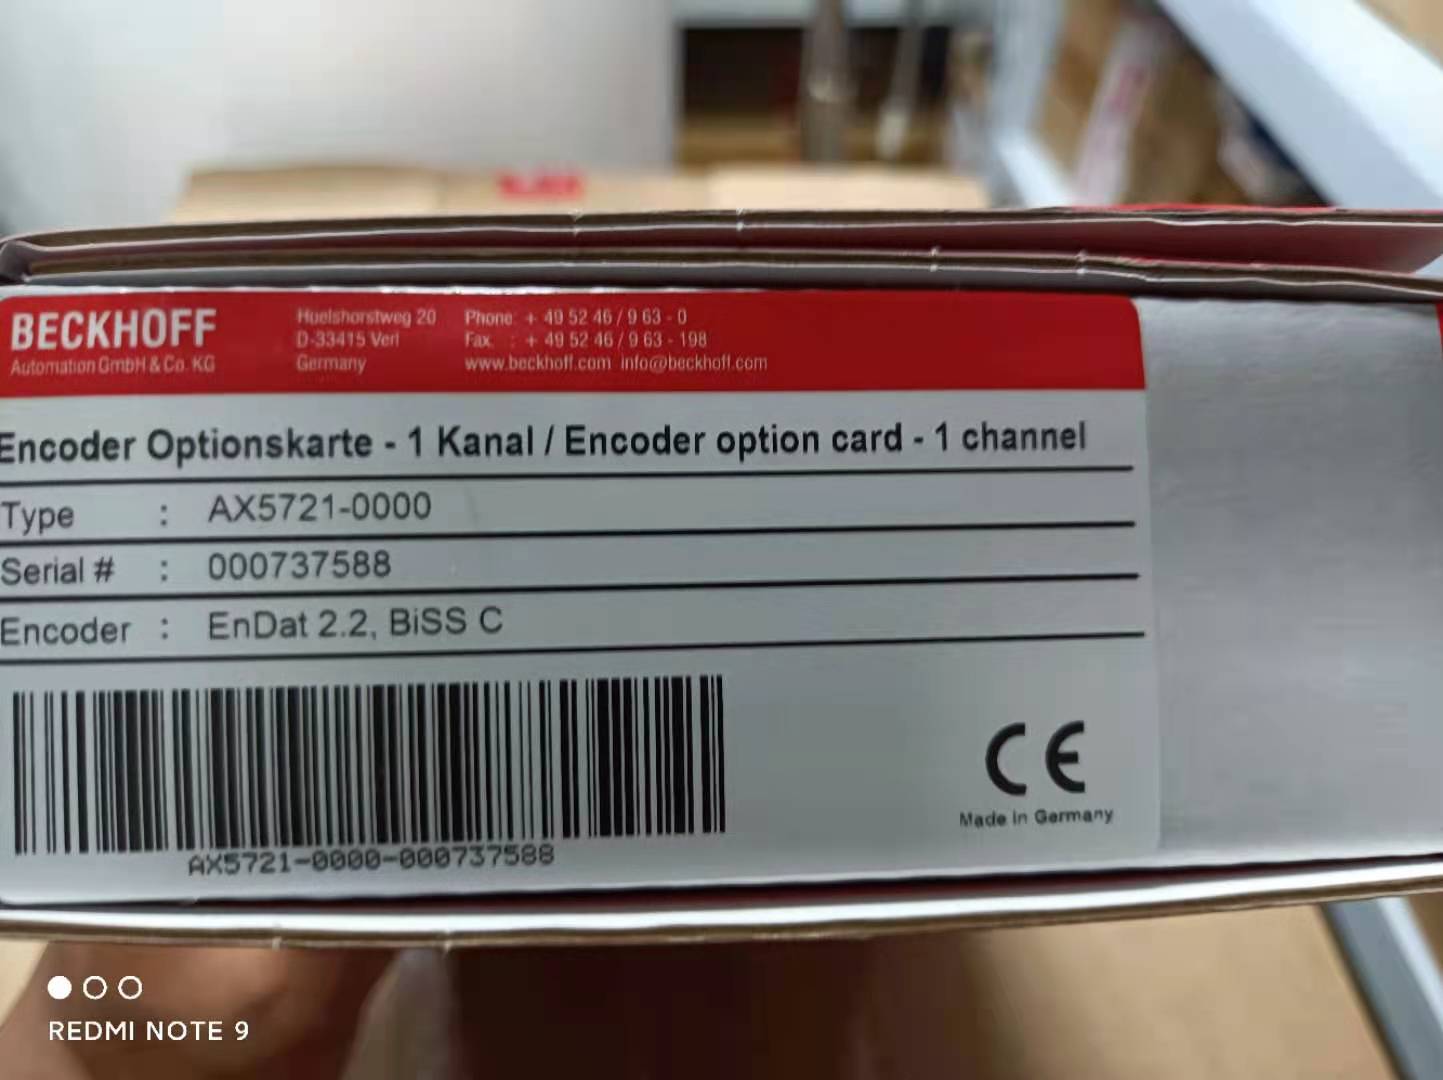 BECKHOFF
Automation GmbH & Co. KG
Huelshorstweg 20
D-33415 Verl
Germany
Phone: + 49 52 46 / 9 63 - 0
Fax. : + 49 52 46 / 9 63 - 198
www.beckhoff.com info@beckhoff.com
Encoder Optionskarte - 1 Kanal / Encoder option card - 1 channel
Type : AX5721-0000
Serial # : 000737588
Encoder : EnDat 2.2, BiSS C
AX5721-0000-000737588
CE
Made in Germany
REDMI NOTE 9